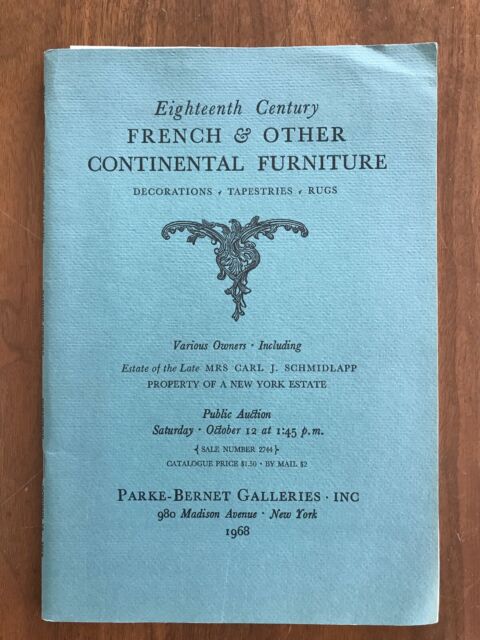 Eighteenth Century
FRENCH & OTHER
CONTINENTAL FURNITURE
DECORATIONS • TAPESTRIES • RUGS
Various Owners · Including
Estate of the Late MRS CARL J. SCHMIDLAPP
PROPERTY OF A NEW YORK ESTATE
Public Auction
Saturday · October 12 at 1:45 p.m.
{ SALE NUMBER 2744 }
CATALOGUE PRICE $1.50 · BY MAIL $2
PARKE-BERNET GALLERIES · INC
980 Madison Avenue · New York
1968